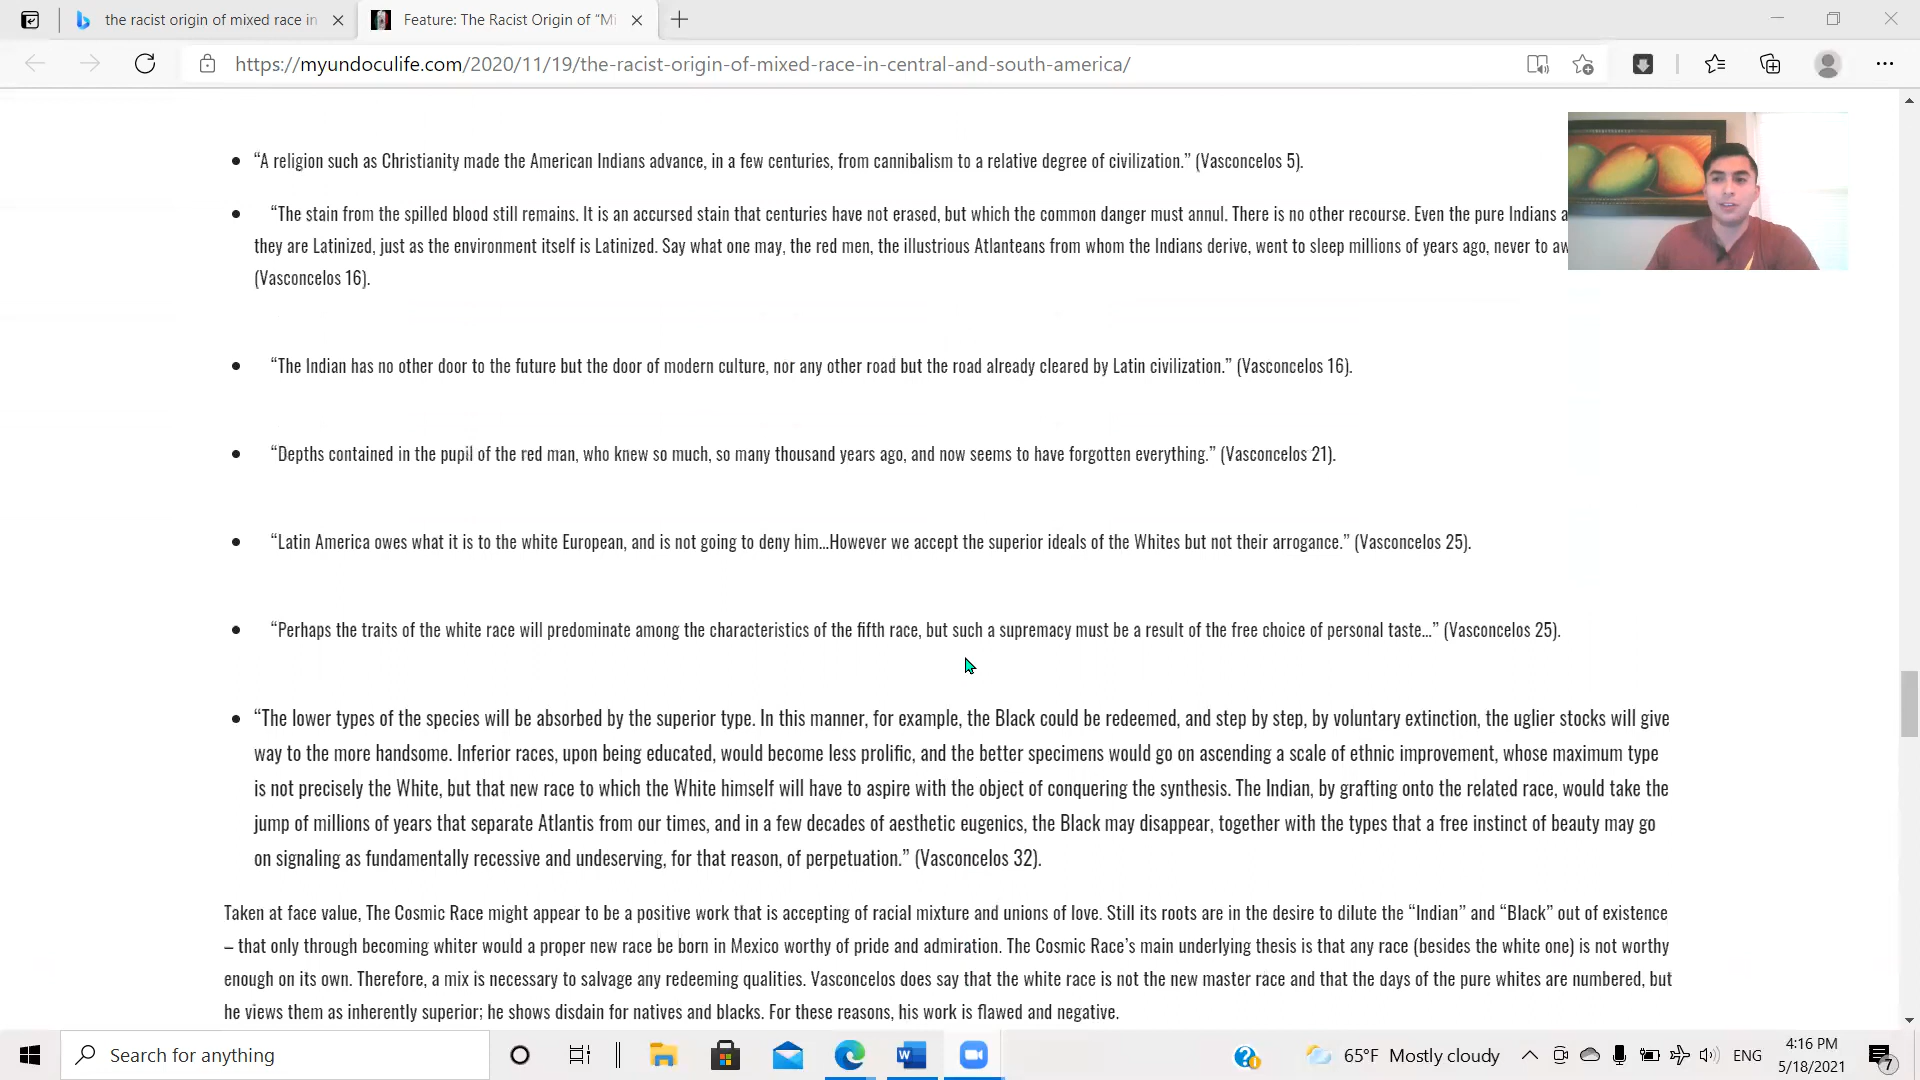 the racist origin of mixed race in
Feature: The Racist Origin of “Mi
https://myundoculife.com/2020/11/19/the-racist-origin-of-mixed-race-in-central-and-south-america/
“A religion such as Christianity made the American Indians advance, in a few centuries, from cannibalism to a relative degree of civilization.” (Vasconcelos 5).
“The stain from the spilled blood still remains. It is an accursed stain that centuries have not erased, but which the common danger must annul. There is no other recourse. Even the pure Indians
they are Latinized, just as the environment itself is Latinized. Say what one may, the red men, the illustrious Atlanteans from whom the Indians derive, went to sleep millions of years ago, never to
(Vasconcelos 16).
“The Indian has no other door to the future but the door of modern culture, nor any other road but the road already cleared by Latin civilization.” (Vasconcelos 16).
“Depths contained in the pupil of the red man, who knew so much, so many thousand years ago, and now seems to have forgotten everything.” (Vasconcelos 21).
“Latin America owes what it is to the white European, and is not going to deny him...However we accept the superior ideals of the Whites but not their arrogance.” (Vasconcelos 25).
“Perhaps the traits of the white race will predominate among the characteristics of the fifth race, but such a supremacy must be a result of the free choice of personal taste...” (Vasconcelos 25).
“The lower types of the species will be absorbed by the superior type. In this manner, for example, the Black could be redeemed, and step by step, by voluntary extinction, the uglier stocks will give
way to the more handsome. Inferior races, upon being educated, would become less prolific, and the better specimens would go on ascending a scale of ethnic improvement, whose maximum type
is not precisely the White, but that new race to which the White himself will have to aspire with the object of conquering the synthesis. The Indian, by grafting onto the related race, would take the
jump of millions of years that separate Atlantis from our times, and in a few decades of aesthetic eugenics, the Black may disappear, together with the types that a free instinct of beauty may go
on signaling as fundamentally recessive and undeserving, for that reason, of perpetuation.” (Vasconcelos 32).
Taken at face value, The Cosmic Race might appear to be a positive work that is accepting of racial mixture and unions of love. Still its roots are in the desire to dilute the “Indian” and “Black” out of existence
– that only through becoming whiter would a proper new race be born in Mexico worthy of pride and admiration. The Cosmic Race’s main underlying thesis is that any race (besides the white one) is not worthy
enough on its own. Therefore, a mix is necessary to salvage any redeeming qualities. Vasconcelos does say that the white race is not the new master race and that the days of the pure whites are numbered, but
he views them as inherently superior; he shows disdain for natives and blacks. For these reasons, his work is flawed and negative.
Search for anything
65°F Mostly cloudy
ENG
4:16 PM
5/18/2021
7